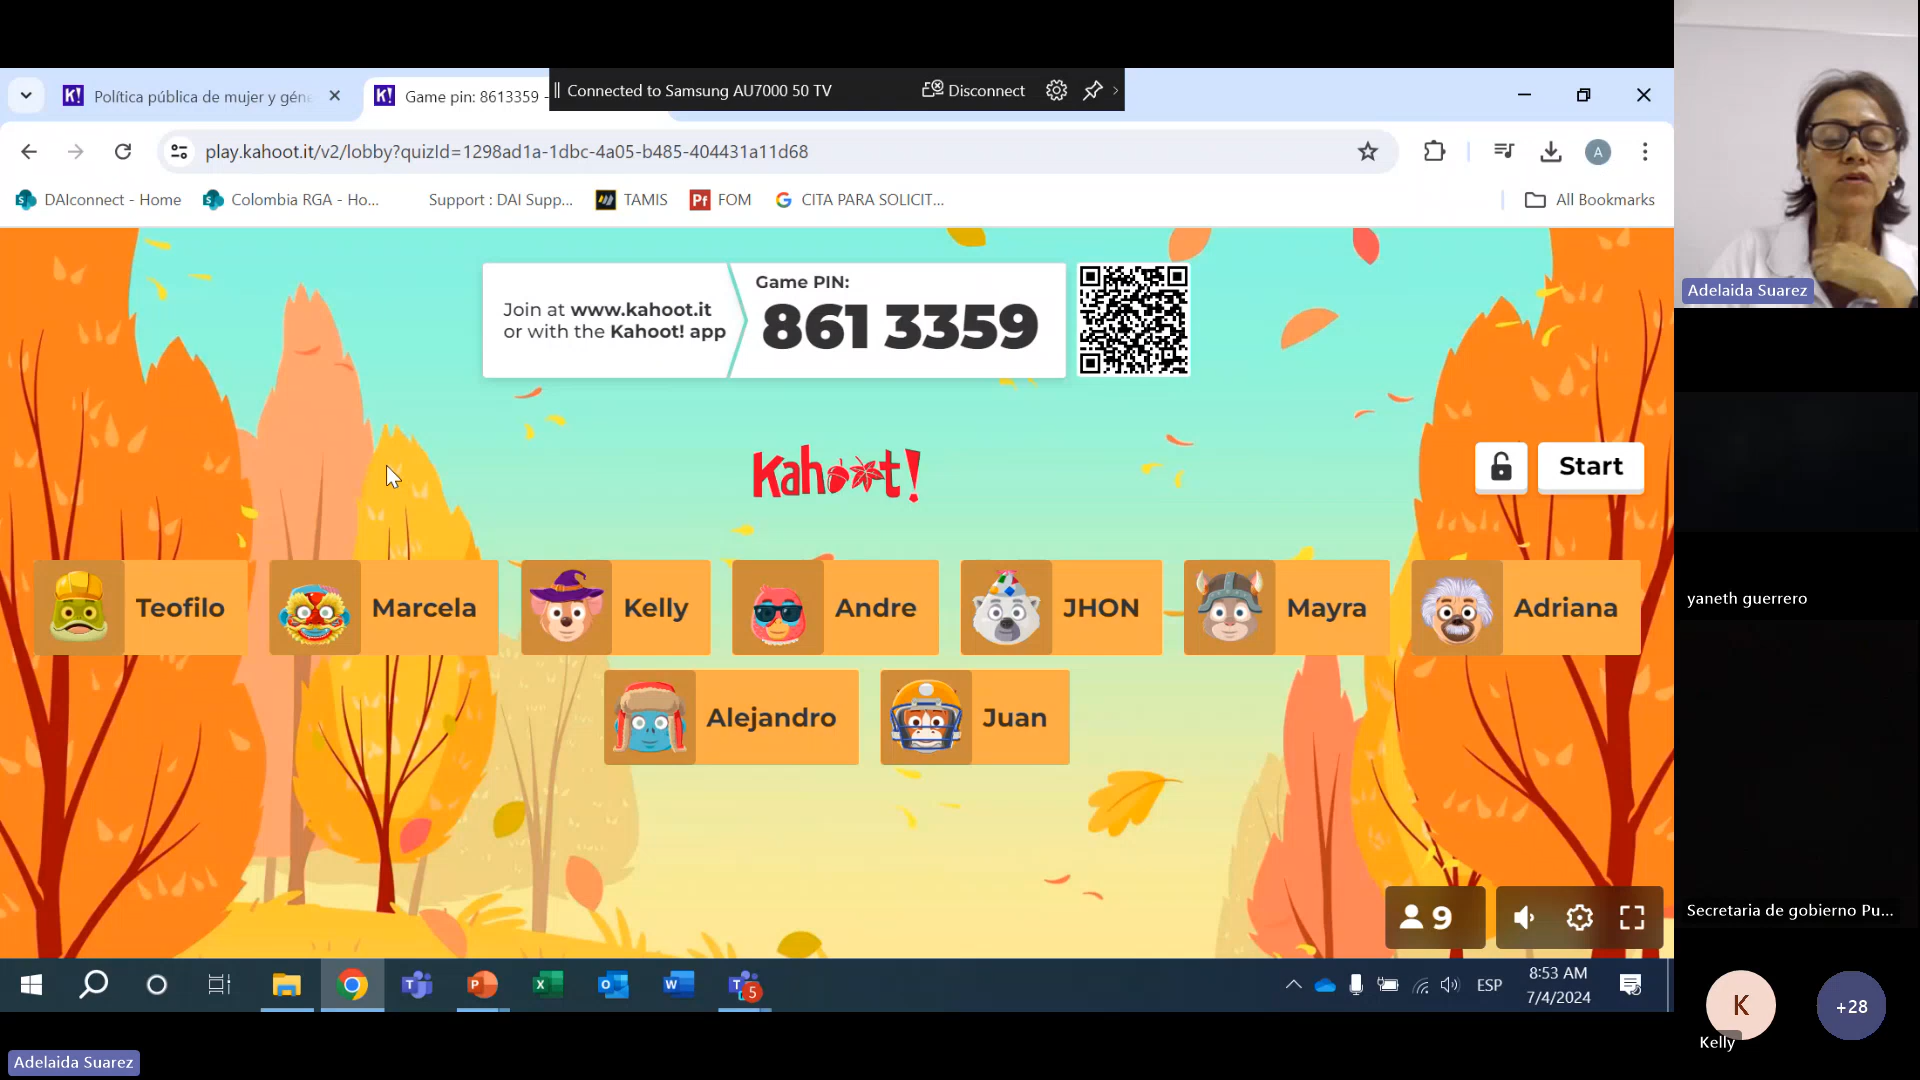 Política pública de mujer y géne
Game pin: 8613359 -
Connected to Samsung AU7000 50 TV
Disconnect
play.kahoot.it/v2/lobby?quizId=1298ad1a-1dbc-4a05-b485-404431a11d68
A
DAIconnect - Home
Colombia RGA - Ho...
Support : DAI Supp...
TAMIS
FOM
CITA PARA SOLICIT...
All Bookmarks
Join at www.kahoot.it
or with the Kahoot! app
Game PIN:
861 3359
Kahoot!
Start
Teofilo
Marcela
Kelly
Andre
JHON
Mayra
Adriana
Alejandro
Juan
9
5
ESP
8:53 AM
7/4/2024
Adelaida Suarez
Adelaida Suarez
yaneth guerrero
Secretaria de gobierno Pu...
K
Kelly
+28